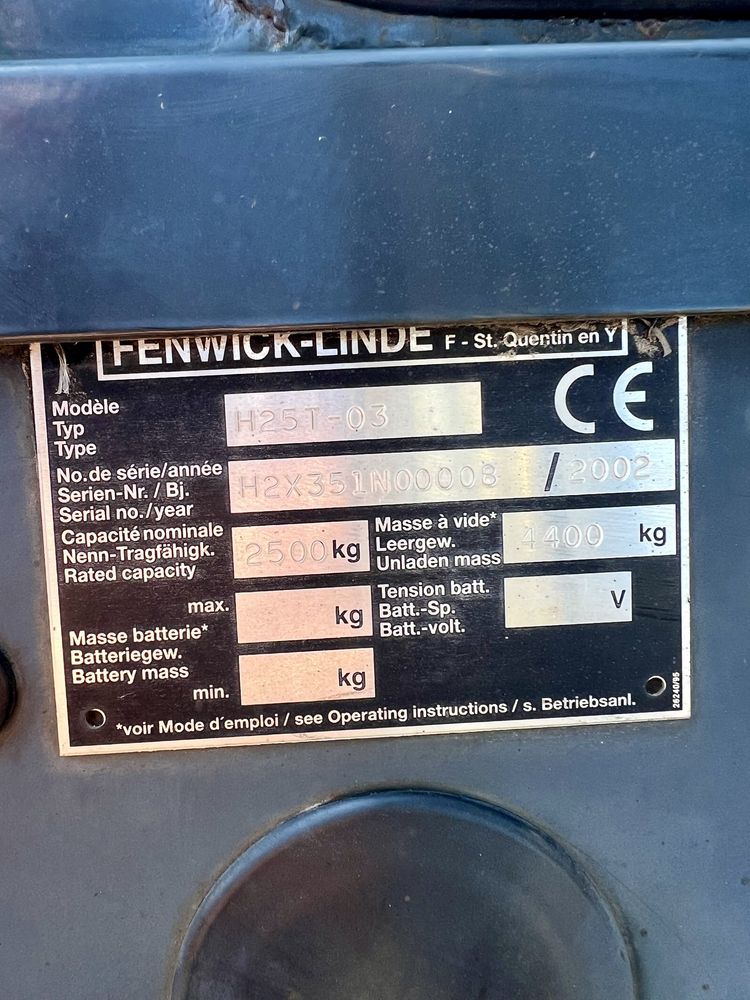 FENWICK-LINDE F - St. Quentin en Y
Modèle
Typ
Type
H25T-03
CE
No.de série/année
Serien-Nr. / Bj.
Serial no./year
H2X351N00008 / 2002
Capacité nominale
Nenn-Tragfähigk.
Rated capacity
2500 kg
Masse à vide*
Leergew.
Unladen mass
4400 kg
max. kg
Tension batt.
Batt.-Sp.
Batt.-volt.
V
Masse batterie*
Batteriegew.
Battery mass
min. kg
*voir Mode d´emploi / see Operating instructions / s. Betriebsanl.
26240/95